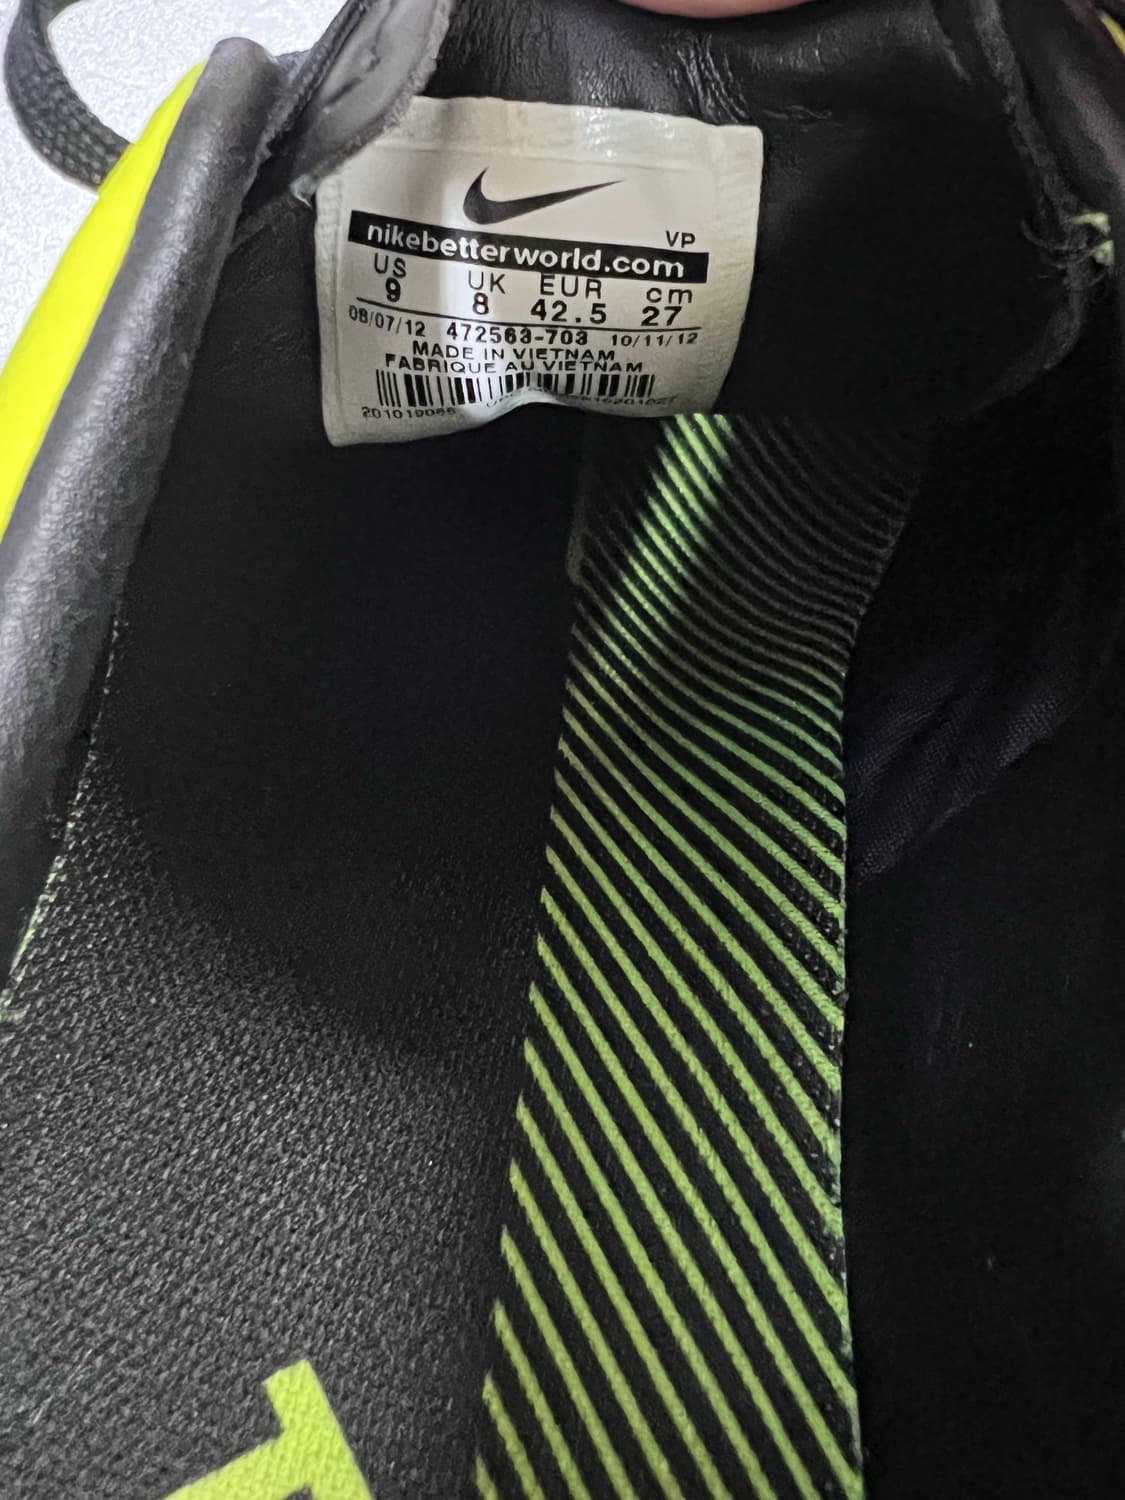 nikebetterworld.com VP
US UK EUR cm
9 8 42.5 27
08/07/12 472563-703 10/11/12
MADE IN VIETNAM
FABRIQUE AU VIETNAM